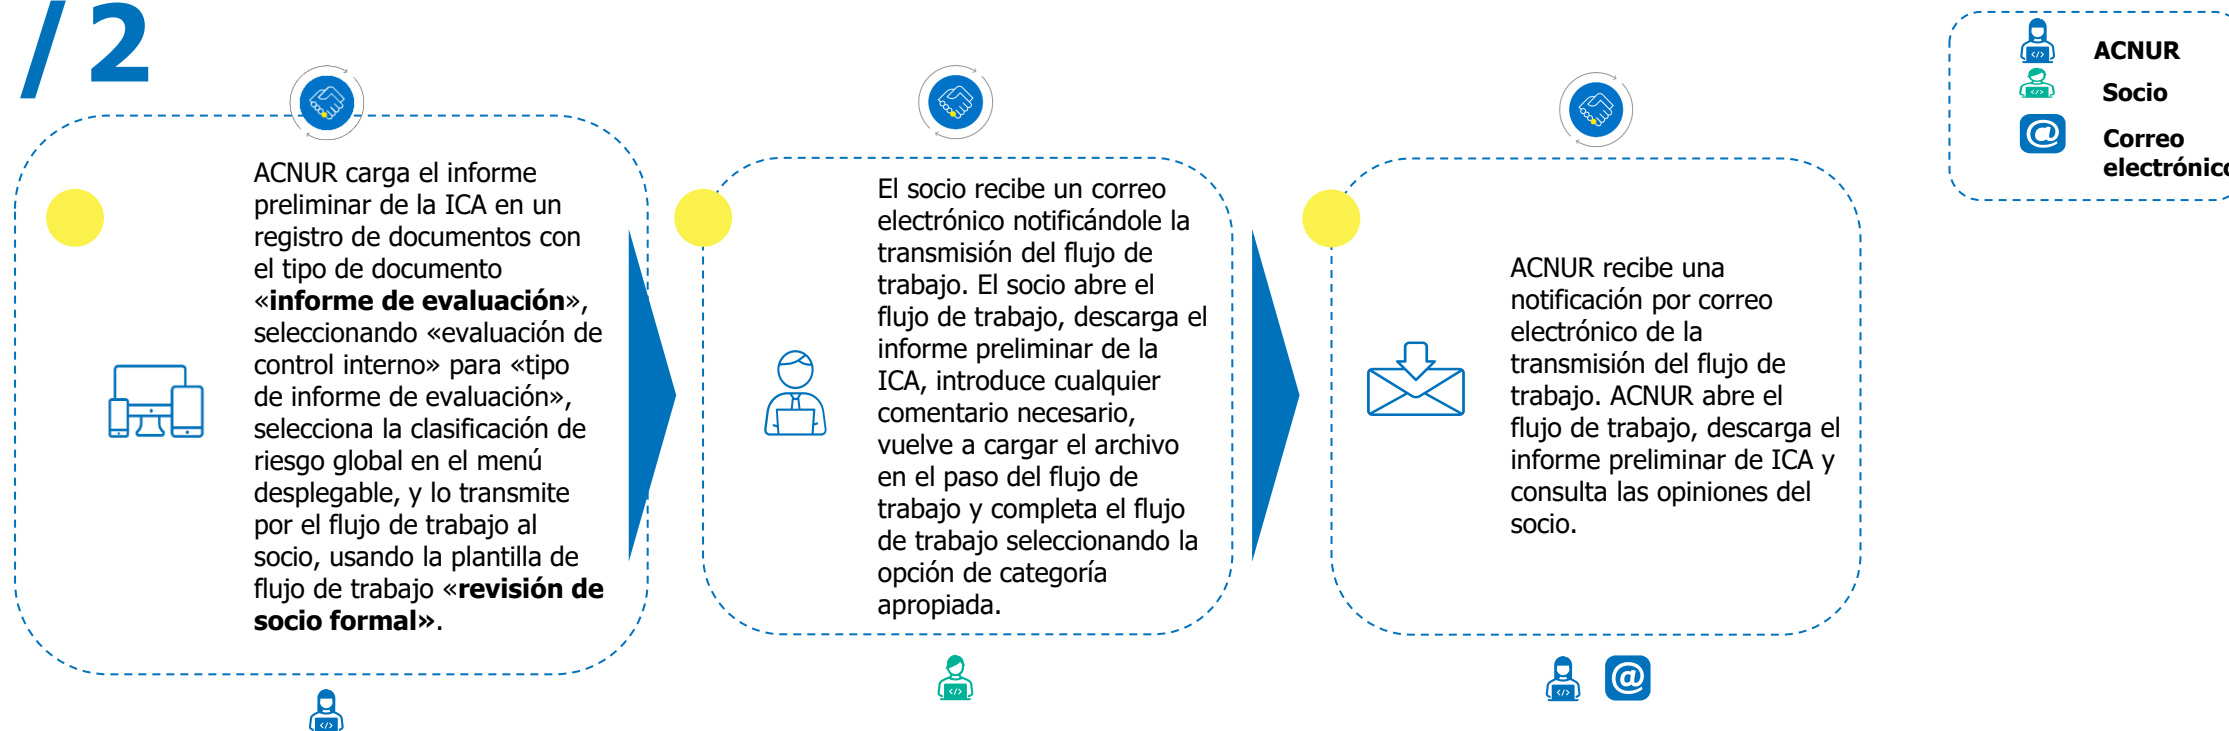 / 2
ACNUR carga el informe
preliminar de la ICA en un
registro de documentos con
el tipo de documento
«informe de evaluación»,
seleccionando «evaluación de
control interno» para «tipo
de informe de evaluación»,
selecciona la clasificación de
riesgo global en el menú
desplegable, y lo transmite
por el flujo de trabajo al
socio, usando la plantilla de
flujo de trabajo «revisión de
socio formal».
El socio recibe un correo
electrónico notificándole la
transmisión del flujo de
trabajo. El socio abre el
flujo de trabajo, descarga el
informe preliminar de la
ICA, introduce cualquier
comentario necesario,
vuelve a cargar el archivo
en el paso del flujo de
trabajo y completa el flujo
de trabajo seleccionando la
opción de categoría
apropiada.
ACNUR recibe una
notificación por correo
electrónico de la
transmisión del flujo de
trabajo. ACNUR abre el
flujo de trabajo, descarga el
informe preliminar de ICA y
consulta las opiniones del
socio.
@
ACNUR
Socio
@
Correo
electrónico